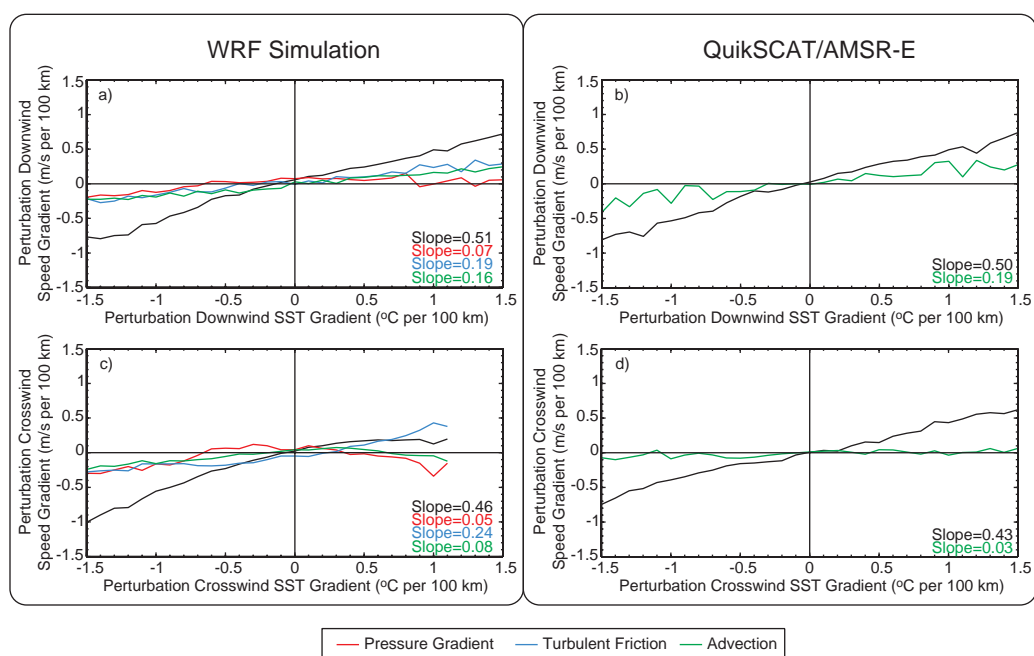 WRF Simulation
QuikSCAT/AMSR-E
a)
Perturbation Downwind
Speed Gradient (m/s per 100 km)
1.5
1
0.5
0
-0.5
-1
-1.5
Slope=0.51
Slope=0.07
Slope=0.19
Slope=0.16
-1.5 -1 -0.5 0 0.5 1 1.5
Perturbation Downwind SST Gradient (°C per 100 km)
b)
Perturbation Downwind
Speed Gradient (m/s per 100 km)
1.5
1
0.5
0
-0.5
-1
-1.5
Slope=0.50
Slope=0.19
-1.5 -1 -0.5 0 0.5 1 1.5
Perturbation Downwind SST Gradient (°C per 100 km)
c)
Perturbation Crosswind
Speed Gradient (m/s per 100 km)
1.5
1
0.5
0
-0.5
-1
-1.5
Slope=0.46
Slope=0.05
Slope=0.24
Slope=0.08
-1.5 -1 -0.5 0 0.5 1 1.5
Perturbation Crosswind SST Gradient (°C per 100 km)
d)
Perturbation Crosswind
Speed Gradient (m/s per 100 km)
1.5
1
0.5
0
-0.5
-1
-1.5
Slope=0.43
Slope=0.03
-1.5 -1 -0.5 0 0.5 1 1.5
Perturbation Crosswind SST Gradient (°C per 100 km)
Pressure Gradient Turbulent Friction Advection